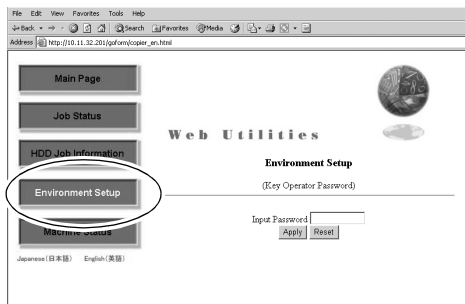 File Edit View Favorites Tools Help
Back Search Favorites Media
Address http://10.11.32.201/goform/copier_en.html
Main Page
Job Status
HDD Job Information
Environment Setup
Machine Status
Japanese(日本語) English(英語)
Web Utilities
Environment Setup
(Key Operator Password)
Input Password
Apply Reset